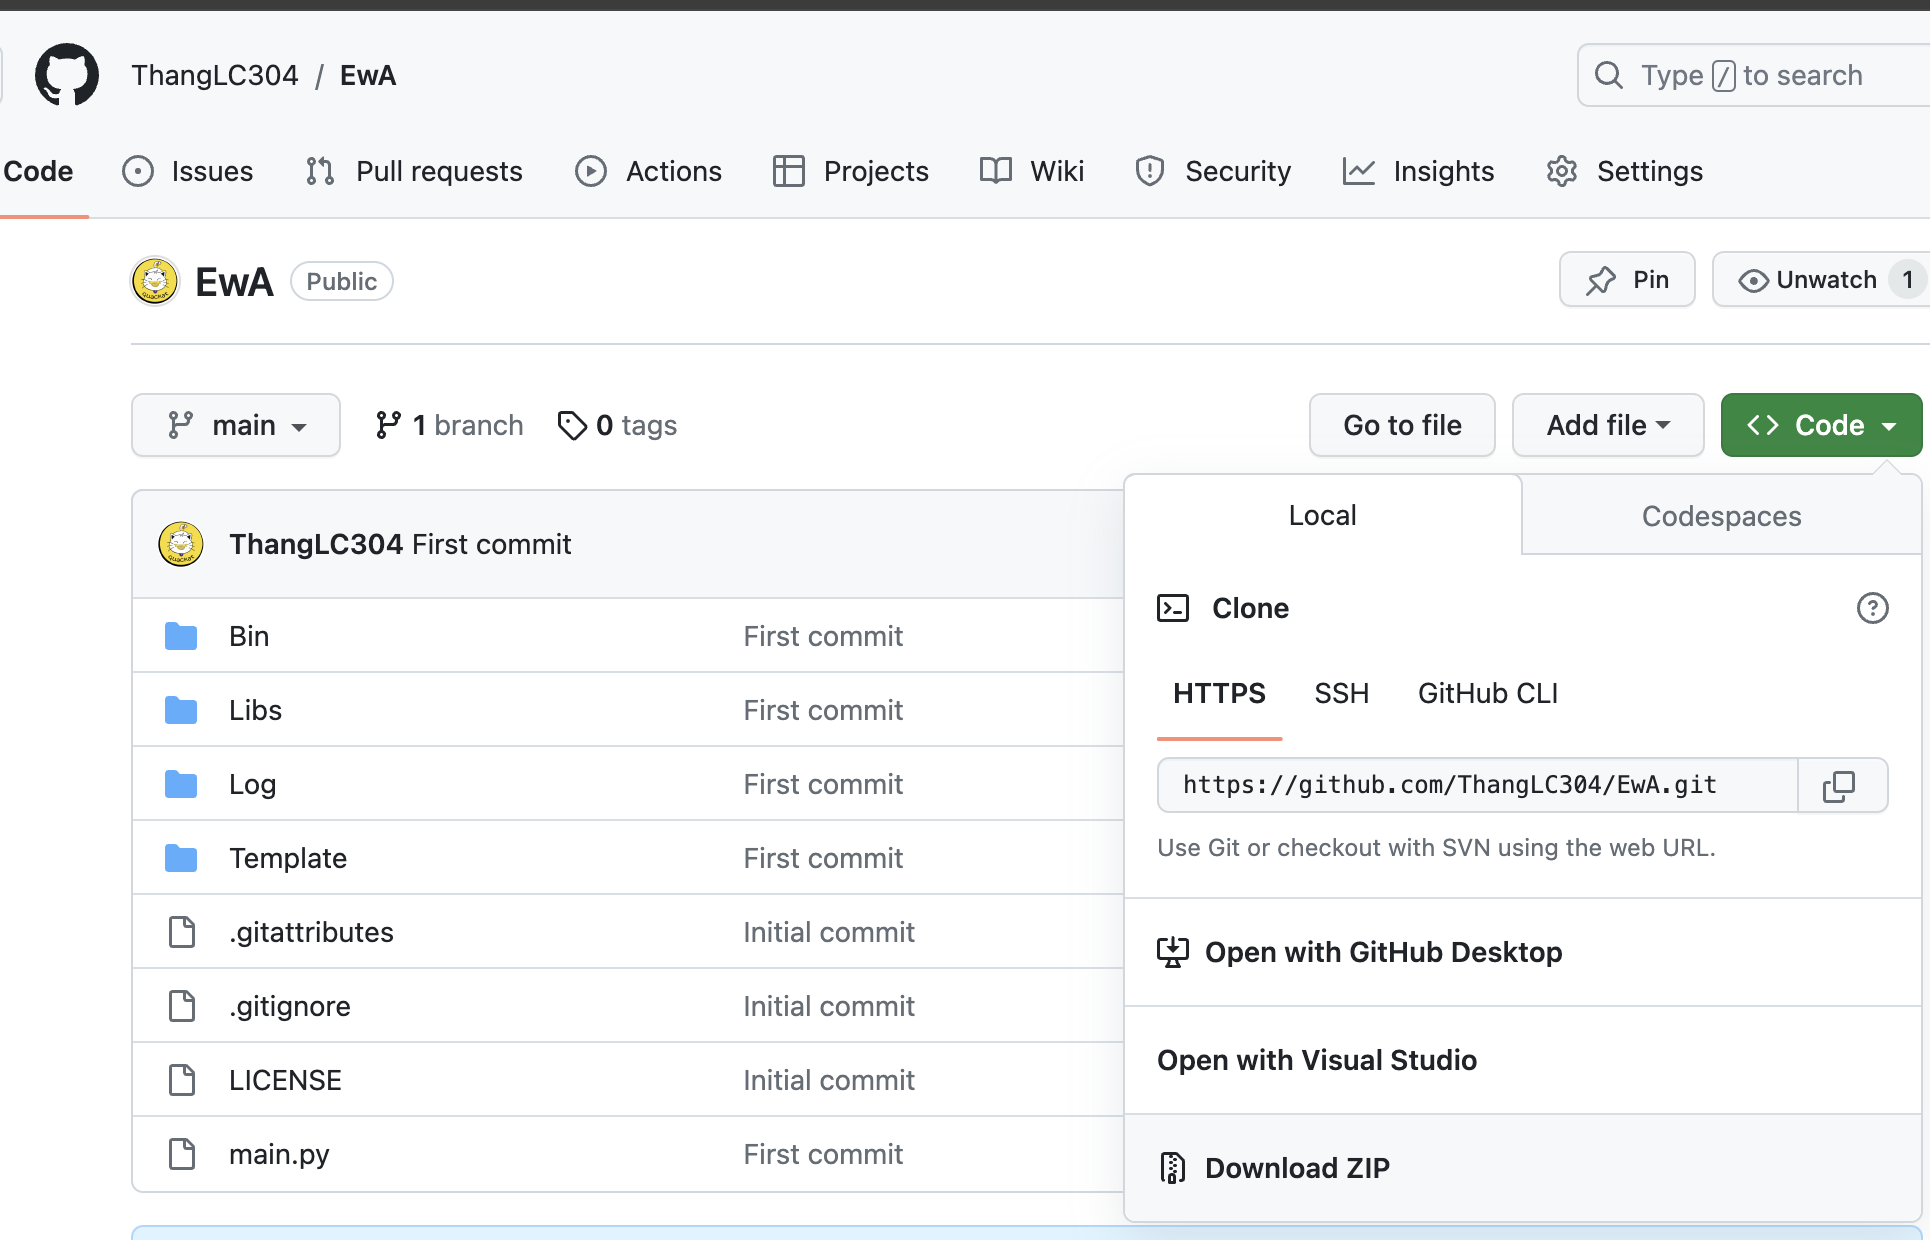 ThangLC304 / EwA
Type / to search
Code Issues Pull requests Actions Projects Wiki Security Insights Settings
EwA Public
Pin Unwatch 1
main 1 branch 0 tags
Go to file Add file Code
ThangLC304 First commit
Bin First commit
Libs First commit
Log First commit
Template First commit
.gitattributes Initial commit
.gitignore Initial commit
LICENSE Initial commit
main.py First commit
Local Codespaces
Clone
HTTPS SSH GitHub CLI
https://github.com/ThangLC304/EwA.git
Use Git or checkout with SVN using the web URL.
Open with GitHub Desktop
Open with Visual Studio
Download ZIP